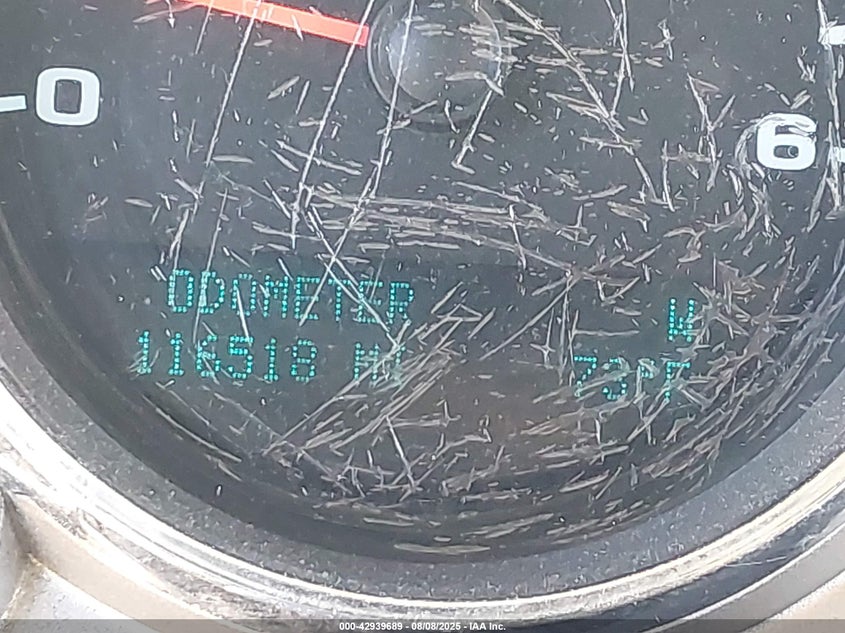 0
6
ODOMETER
W
116518 MI
73°F
000-42939689 - 08/08/2025 - IAA Inc.